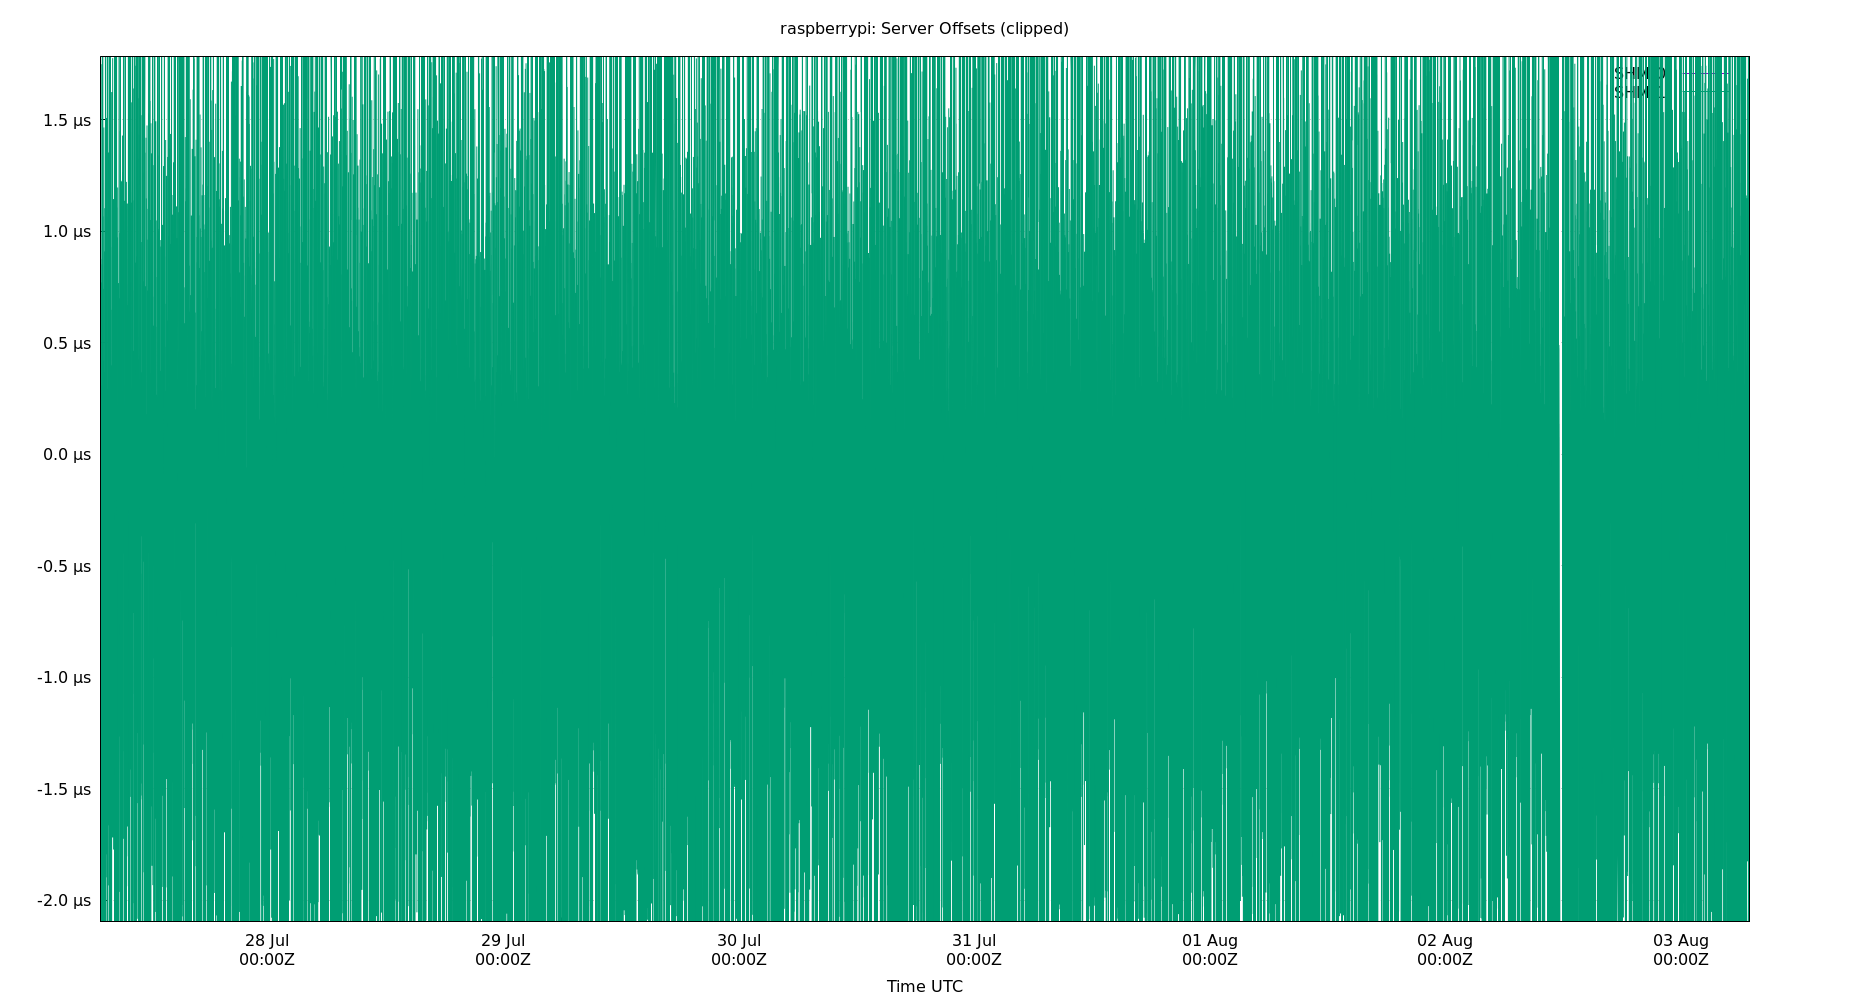 raspberrypi: Server Offsets (clipped)
SHM
SHM
1.5 µs
1.0 µs
0.5 µs
0.0 µs
-0.5 µs
-1.0 µs
-1.5 µs
-2.0 µs
28 Jul 29 Jul 30 Jul 31 Jul 01 Aug 02 Aug 03 Aug
00:00Z 00:00Z 00:00Z 00:00Z 00:00Z 00:00Z 00:00Z
Time UTC